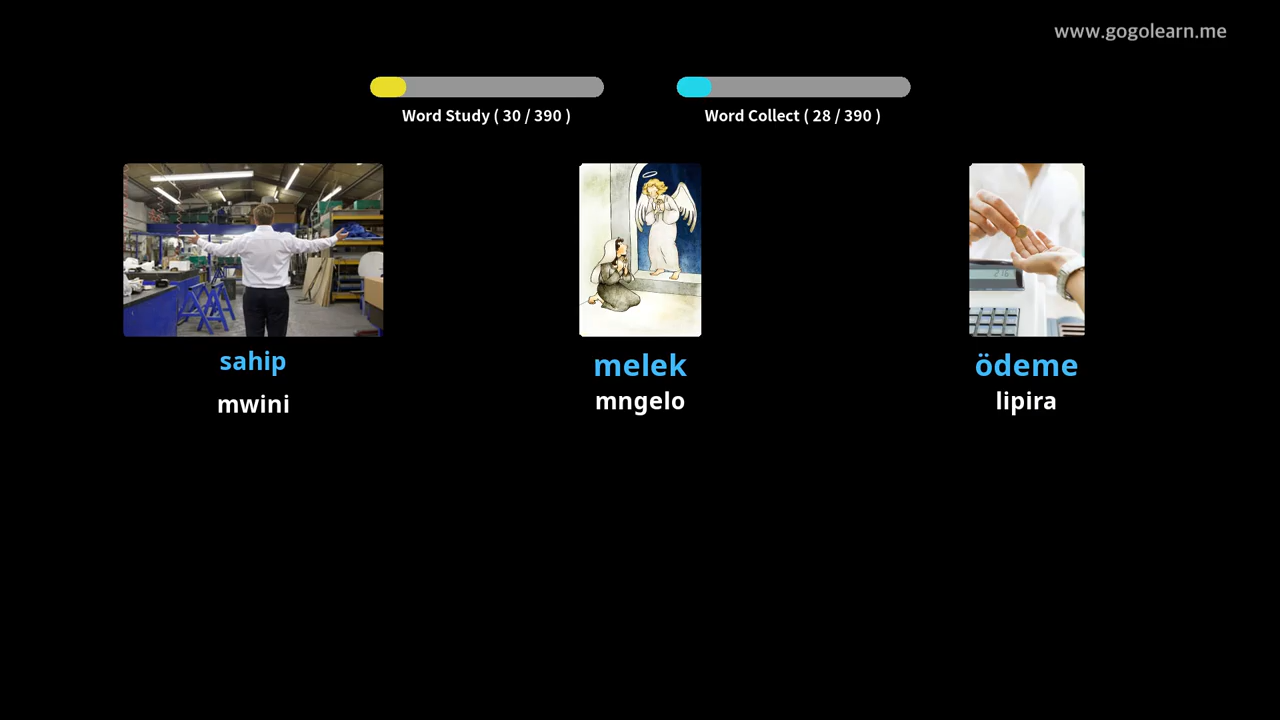 www.gogolearn.me
Word Study ( 30 / 390 )
Word Collect ( 28 / 390 )
sahip
melek
ödeme
mwini
mngelo
lipira